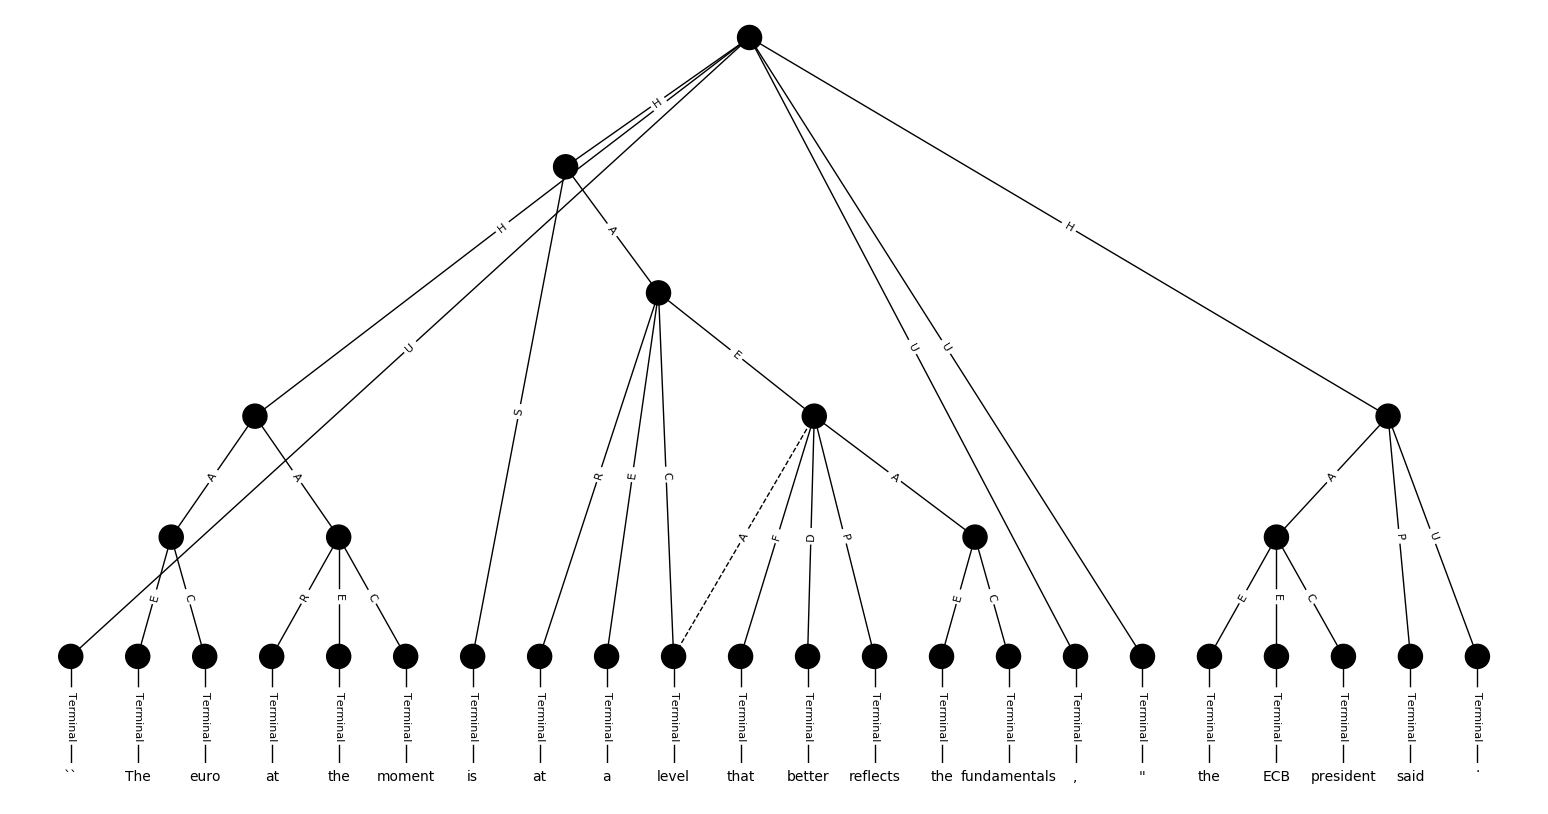 H
H
A
H
U
U
U
E
S
A
A
R
E
C
A
A
F
D
P
A
P
U
E
C
R
E
C
E
C
E
E
C
Terminal Terminal Terminal Terminal Terminal Terminal Terminal Terminal Terminal Terminal Terminal Terminal Terminal Terminal Terminal Terminal Terminal Terminal Terminal Terminal Terminal Terminal
`` The euro at the moment is at a level that better reflects the fundamentals , " the ECB president said .